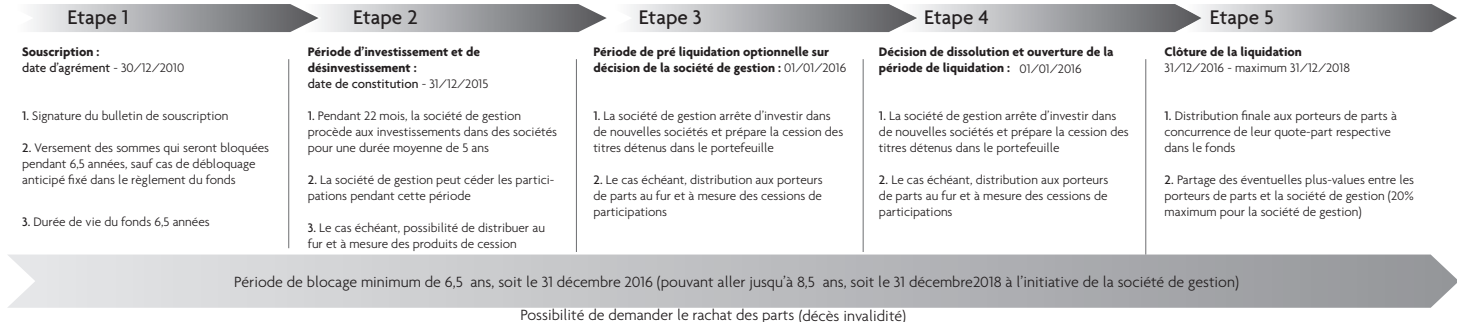 Etape 1
Souscription :
date d'agrément - 30/12/2010
1. Signature du bulletin de souscription
2. Versement des sommes qui seront bloquées
pendant 6,5 années, sauf cas de débloquage
anticipé fixé dans le règlement du fonds
3. Durée de vie du fonds 6,5 années
Etape 2
Période d'investissement et de
désinvestissement :
date de constitution - 31/12/2015
1. Pendant 22 mois, la société de gestion
procède aux investissements dans des sociétés
pour une durée moyenne de 5 ans
2. La société de gestion peut céder les partici-
pations pendant cette période
3. Le cas échéant, possibilité de distribuer au
fur et à mesure des produits de cession
Etape 3
Période de pré liquidation optionnelle sur
décision de la société de gestion : 01/01/2016
1. La société de gestion arrête d'investir dans
de nouvelles sociétés et prépare la cession des
titres détenus dans le portefeuille
2. Le cas échéant, distribution aux porteurs
de parts au fur et à mesure des cessions de
participations
Etape 4
Décision de dissolution et ouverture de la
période de liquidation : 01/01/2016
1. La société de gestion arrête d'investir dans
de nouvelles sociétés et prépare la cession des
titres détenus dans le portefeuille
2. Le cas échéant, distribution aux porteurs
de parts au fur et à mesure des cessions de
participations
Etape 5
Clôture de la liquidation
31/12/2016 - maximum 31/12/2018
1. Distribution finale aux porteurs de parts à
concurrence de leur quote-part respective
dans le fonds
2. Partage des éventuelles plus-values entre les
porteurs de parts et la société de gestion (20%
maximum pour la société de gestion)
Période de blocage minimum de 6,5 ans, soit le 31 décembre 2016 (pouvant aller jusqu'à 8,5 ans, soit le 31 décembre2018 à l'initiative de la société de gestion)
Possibilité de demander le rachat des parts (décès invalidité)